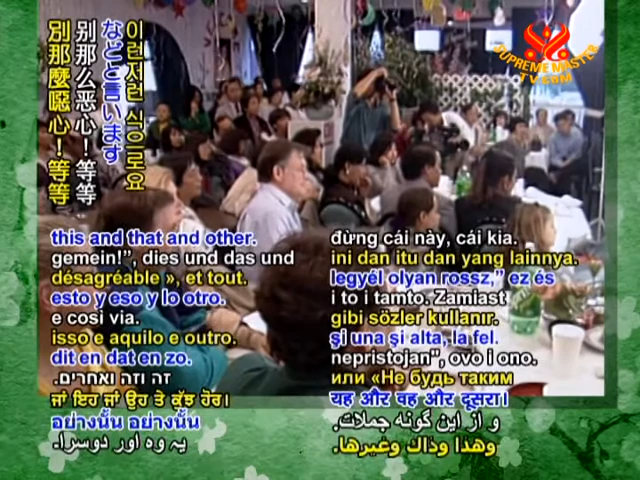 이런저런 식으로요
などと言います
别那么恶心！等等
別那麼噁心！等等
SUPREME MASTER
TV.COM
this and that and other.
gemein!”, dies und das und
désagréable », et tout.
esto y eso y lo otro.
e così via.
isso e aquilo e outro.
dit en dat en zo.
זה וזה ואחרים.
ਜਾਂ ਇਹ ਜਾਂ ਉਹ ਤੇ ਕੁੱਝ ਹੋਰ।
อย่างนั้น อย่างนั้น
یہ وہ اور دوسرا۔
đừng cái này, cái kia.
ini dan itu dan yang lainnya.
legyél olyan rossz,” ez és
i to i tamto. Zamiast
gibi sözler kullanır.
şi una şi alta, la fel.
nepristojan", ovo i ono.
или «Не будь таким
यह और वह और दूसरा।
و از این گونه جملات.
وهذا وذاك وغيرها.